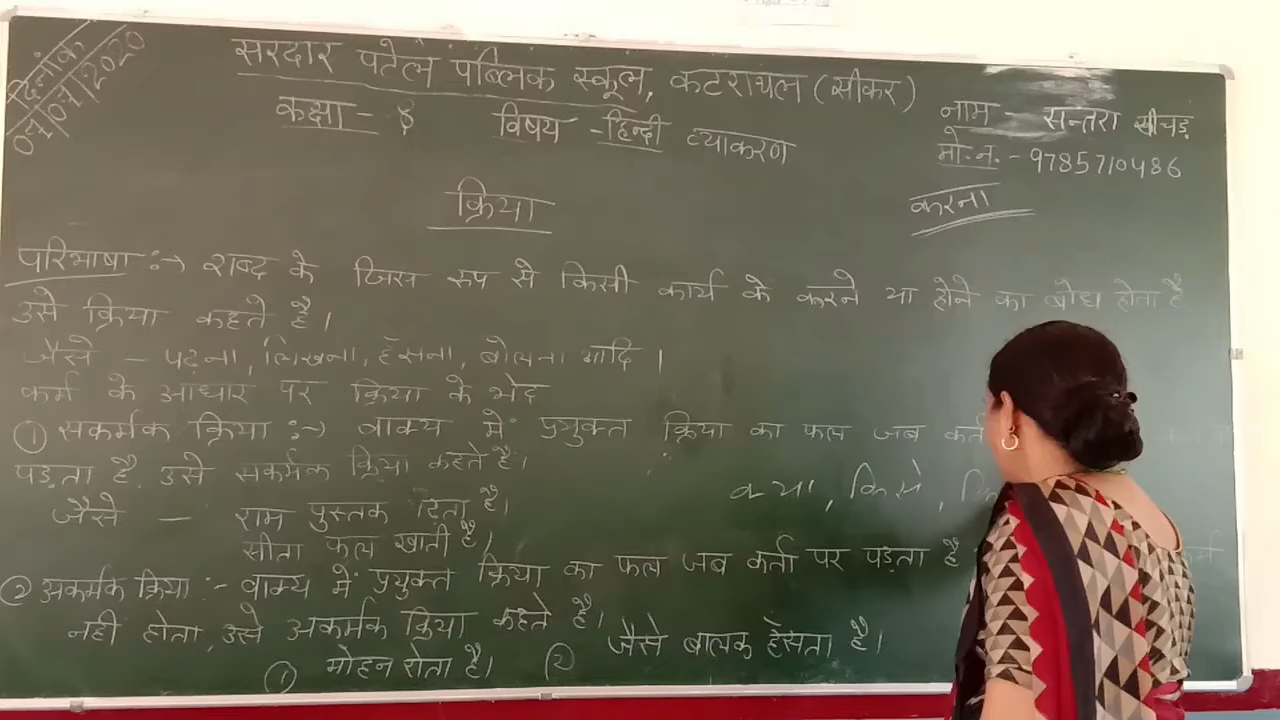 दिनांक
07/07/2020
सरदार पटेल पब्लिक स्कूल, कटराथल (सीकर)
कक्षा - 8 विषय - हिन्दी व्याकरण
नाम - सन्तरा खीचड़
मो. न. - 9785710486
क्रिया
करना
परिभाषा :-> शब्द के जिस रुप से किसी कार्य के करने या होने का बोध होता है
उसे क्रिया कहते है।
जैसे - पढ़ना, लिखना, हँसना, बोलना आदि।
कर्म के आधार पर क्रिया के भेद
① सकर्मक क्रिया :-> वाक्य में प्रयुक्त क्रिया का फल जब
पड़ता है, उसे सकर्मक क्रिया कहते है।
क्या, किसे,
जैसे - राम पुस्तक देता है।
सीता फल खाती है।
② अकर्मक क्रिया :- वाक्य में प्रयुक्त क्रिया का फल जब कर्ता पर पड़ता है कर्म
नही होता, उसे अकर्मक क्रिया कहते है।
जैसे बालक हँसता है।
① मोहन रोता है। ②